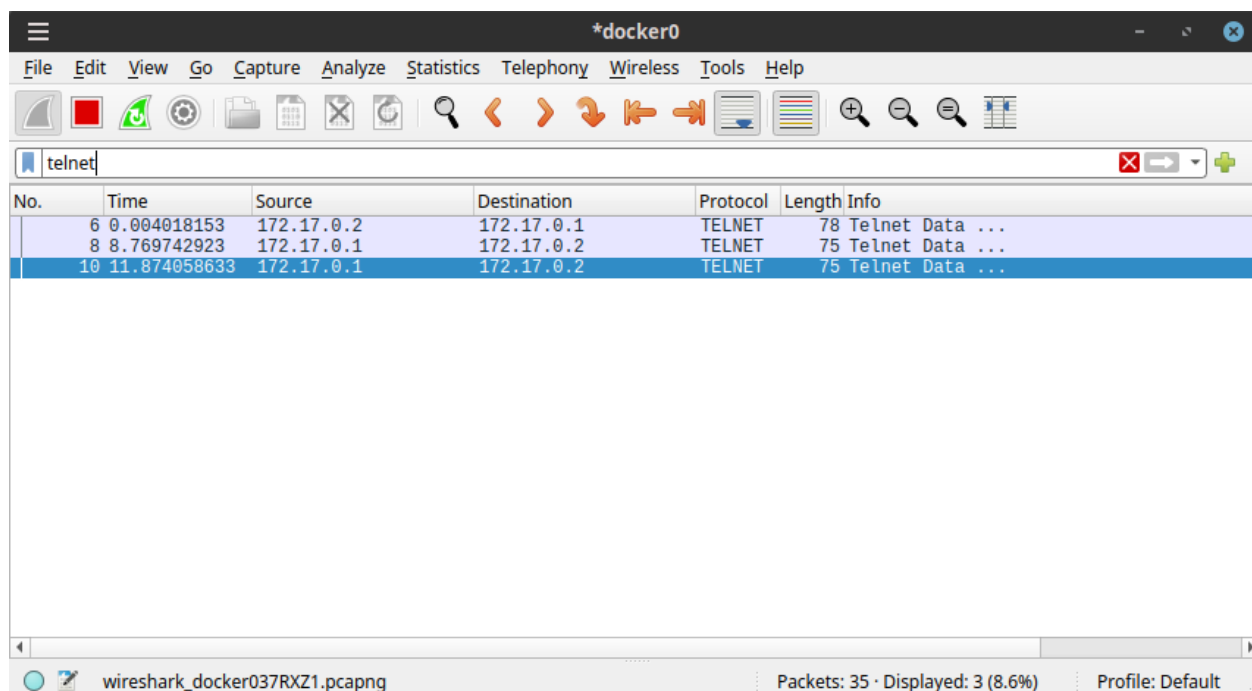 *docker0
File Edit View Go Capture Analyze Statistics Telephony Wireless Tools Help
telnet
No. Time Source Destination Protocol Length Info
6 0.004018153 172.17.0.2 172.17.0.1 TELNET 78 Telnet Data ...
8 8.769742923 172.17.0.1 172.17.0.2 TELNET 75 Telnet Data ...
10 11.874058633 172.17.0.1 172.17.0.2 TELNET 75 Telnet Data ...
wireshark_docker037RXZ1.pcapng Packets: 35 · Displayed: 3 (8.6%) Profile: Default